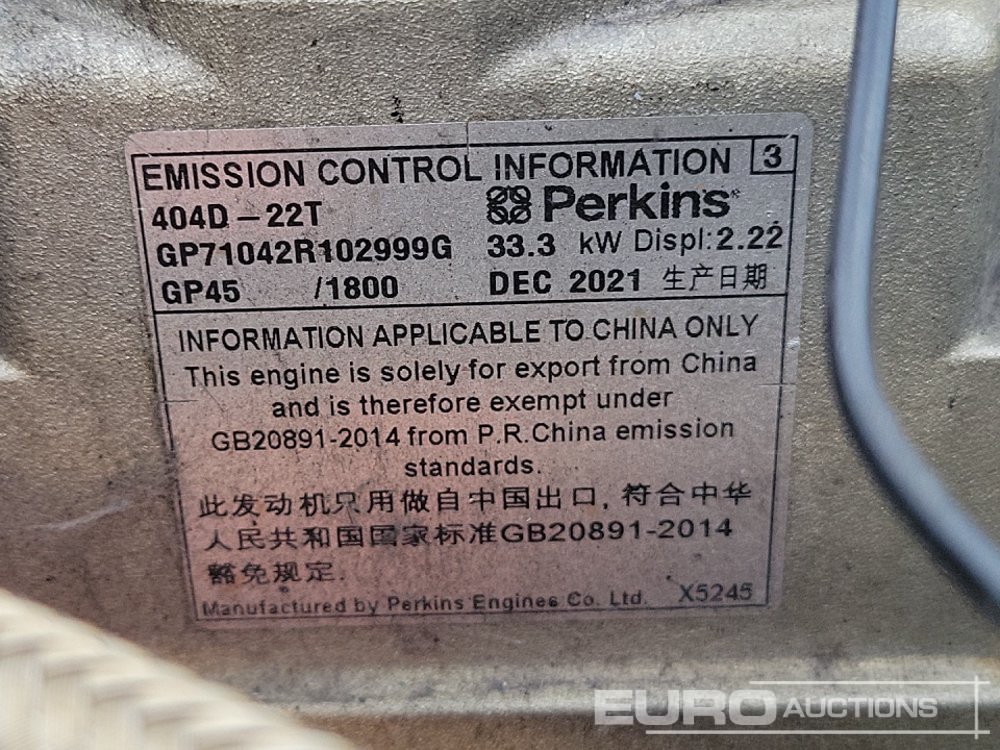 EMISSION CONTROL INFORMATION 3
404D-22T Perkins
GP71042R102999G 33.3 kW Displ:2.22
GP45 /1800 DEC 2021 生产日期
INFORMATION APPLICABLE TO CHINA ONLY
This engine is solely for export from China
and is therefore exempt under
GB20891-2014 from P.R.China emission
standards.
此发动机只用做自中国出口, 符合中华
人民共和国国家标准GB20891-2014
豁免规定.
Manufactured by Perkins Engines Co. Ltd. X5245
EURO AUCTIONS